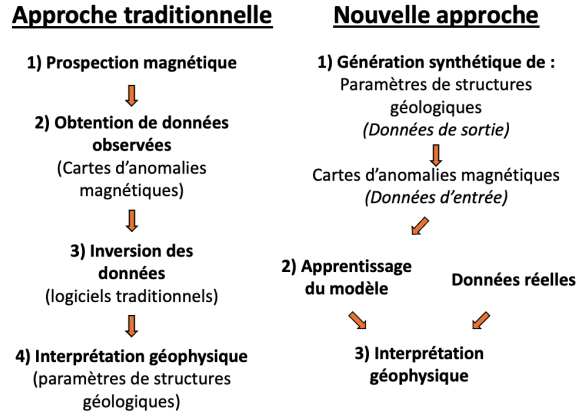 Approche traditionnelle
1) Prospection magnétique
2) Obtention de données
observées
(Cartes d’anomalies
magnétiques)
3) Inversion des
données
(logiciels traditionnels)
4) Interprétation géophysique
(paramètres de structures
géologiques)
Nouvelle approche
1) Génération synthétique de :
Paramètres de structures
géologiques
(Données de sortie)
Cartes d’anomalies magnétiques
(Données d’entrée)
2) Apprentissage
du modèle
Données réelles
3) Interprétation
géophysique